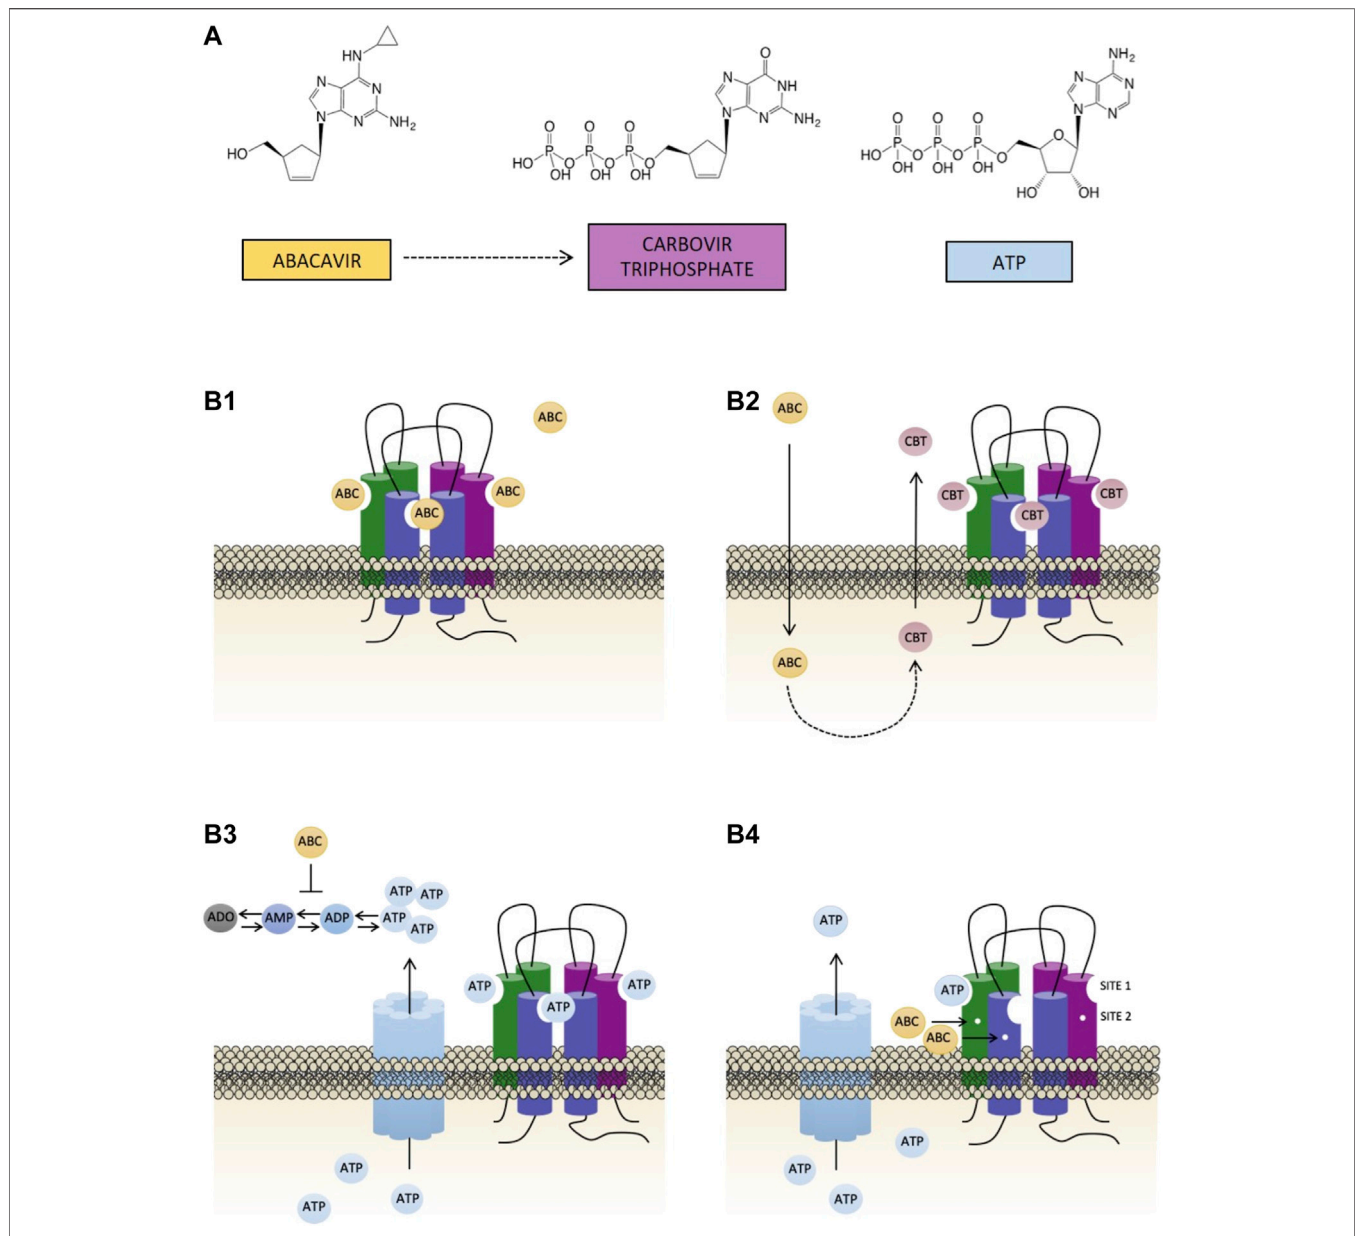 A
HN
N
N
N
N
NH₂
HO
O
N
NH
N
N
NH₂
O
O
O
HO
P
O
P
O
P
O
OH
OH
OH
NH₂
N
N
N
N
O
O
O
HO
P
O
P
O
P
O
O
OH
OH
OH
HO
OH
ABACAVIR
CARBOVIR
TRIPHOSPHATE
ATP
B1
ABC
ABC
ABC
ABC
B2
ABC
CBT
CBT
CBT
CBT
CBT
ABC
B3
ABC
ADO
AMP
ADP
ATP
ATP
ATP
ATP
ATP
ATP
ATP
ATP
ATP
ATP
B4
ATP
ATP
SITE 1
SITE 2
ABC
ABC
ATP
ATP
ATP